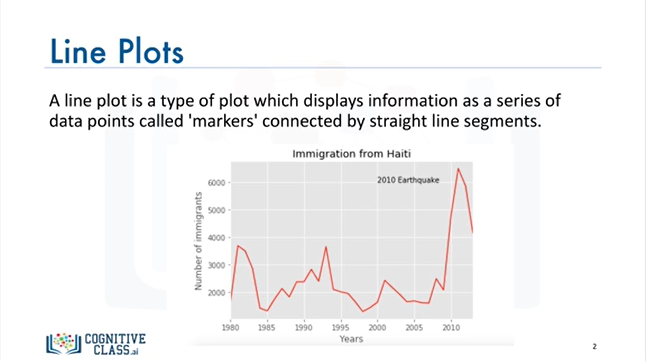 Line Plots
A line plot is a type of plot which displays information as a series of
data points called 'markers' connected by straight line segments.
Immigration from Haiti
2010 Earthquake
Number of immigrants
6000
5000
4000
3000
2000
1980 1985 1990 1995 2000 2005 2010
Years
COGNITIVE
CLASS.ai
2